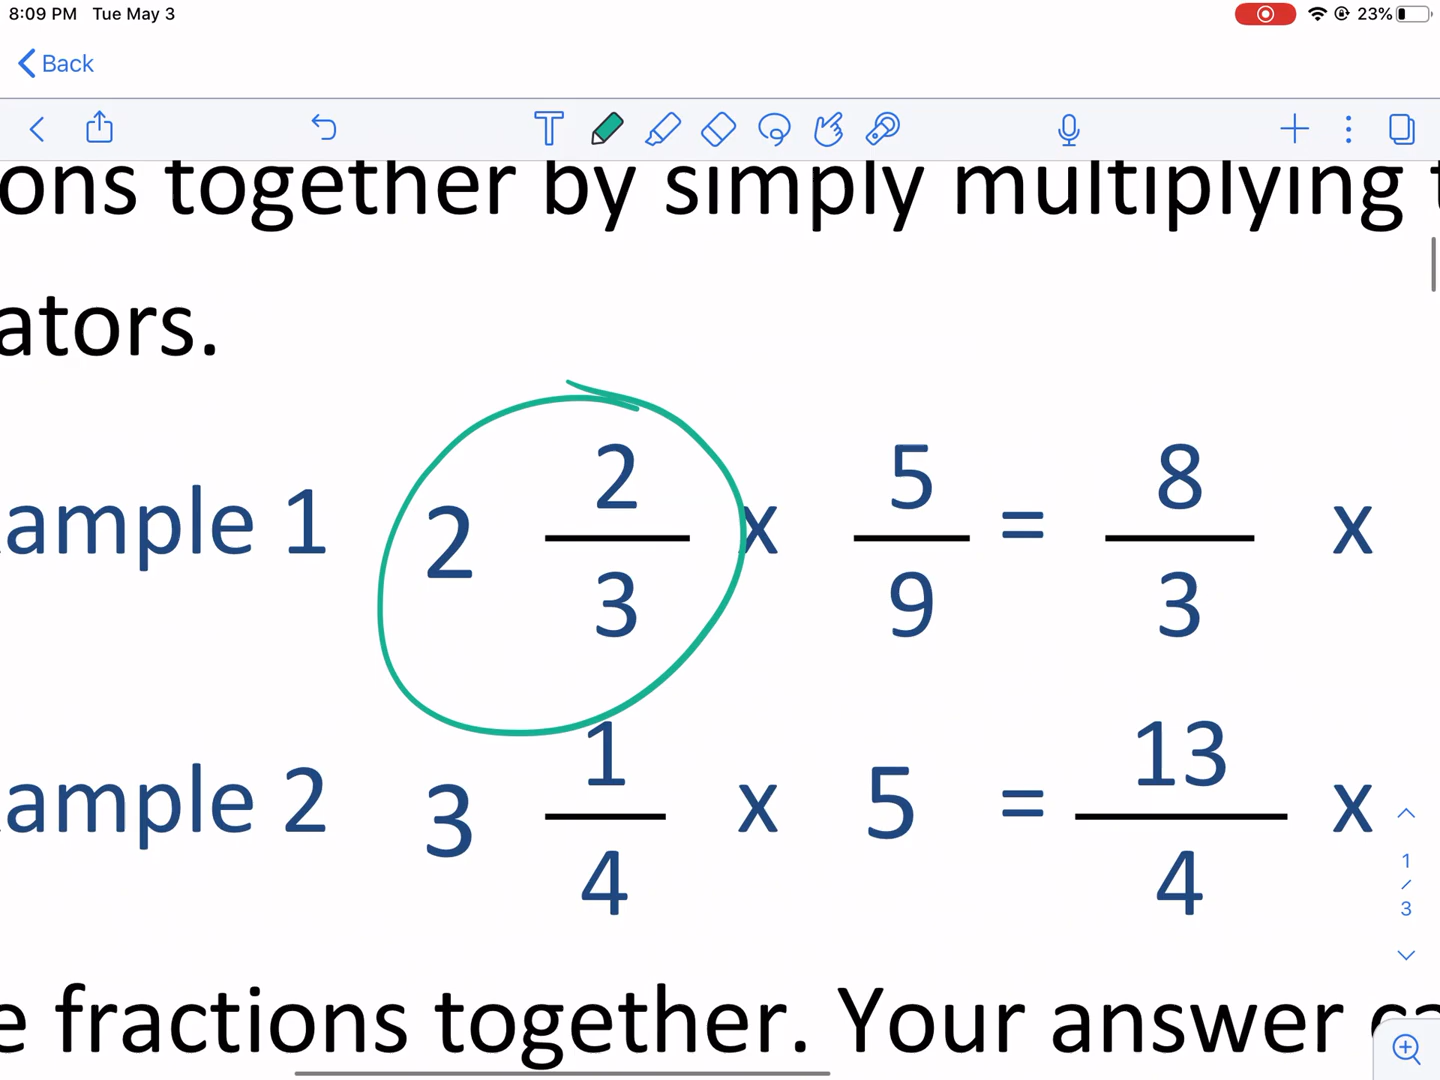 8:09 PM Tue May 3 23%
Back
T
ons together by simply multiplying
ators.
ample 1 2 2/3 x 5/9 = 8/3 x
ample 2 3 1/4 x 5 = 13/4 x
1
/
3
e fractions together. Your answer